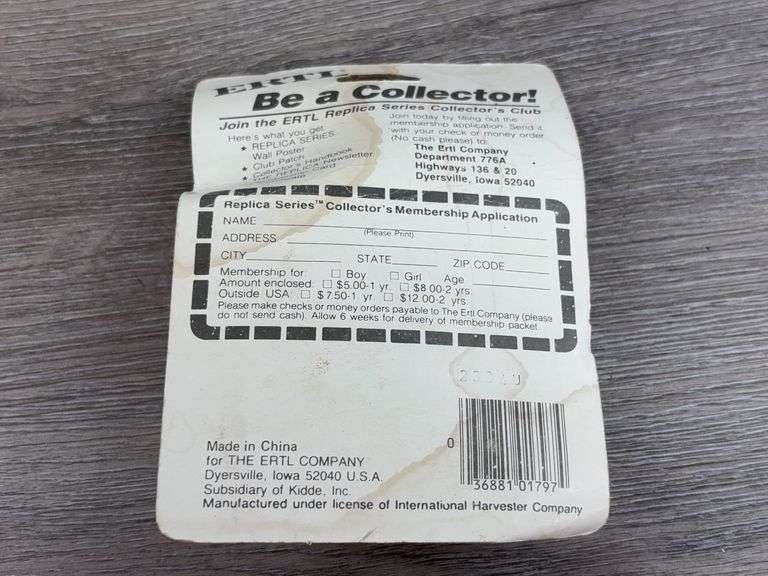 ERTL
Be a Collector!
Join the ERTL Replica Series Collector's Club
Here's what you get
★ REPLICA SERIES
Wall Poster
★ Club Patch
★ Collector's Handbook
★ THE REPLICA Newsletter
Card
Join today by filling out the
membership application. Send it
with your check or money order
(No cash please) to:
The Ertl Company
Department 776A
Highways 136 & 20
Dyersville, Iowa 52040
Replica Series™ Collector's Membership Application
NAME
(Please Print)
ADDRESS
CITY STATE ZIP CODE
Membership for: □ Boy □ Girl Age
Amount enclosed: □ $5.00-1 yr. □ $8.00-2 yrs.
Outside USA: □ $7.50-1 yr. □ $12.00-2 yrs.
Please make checks or money orders payable to The Ertl Company (please
do not send cash). Allow 6 weeks for delivery of membership packet.
Made in China
for THE ERTL COMPANY
Dyersville, Iowa 52040 U.S.A.
Subsidiary of Kidde, Inc.
Manufactured under license of International Harvester Company
0 36881 01797